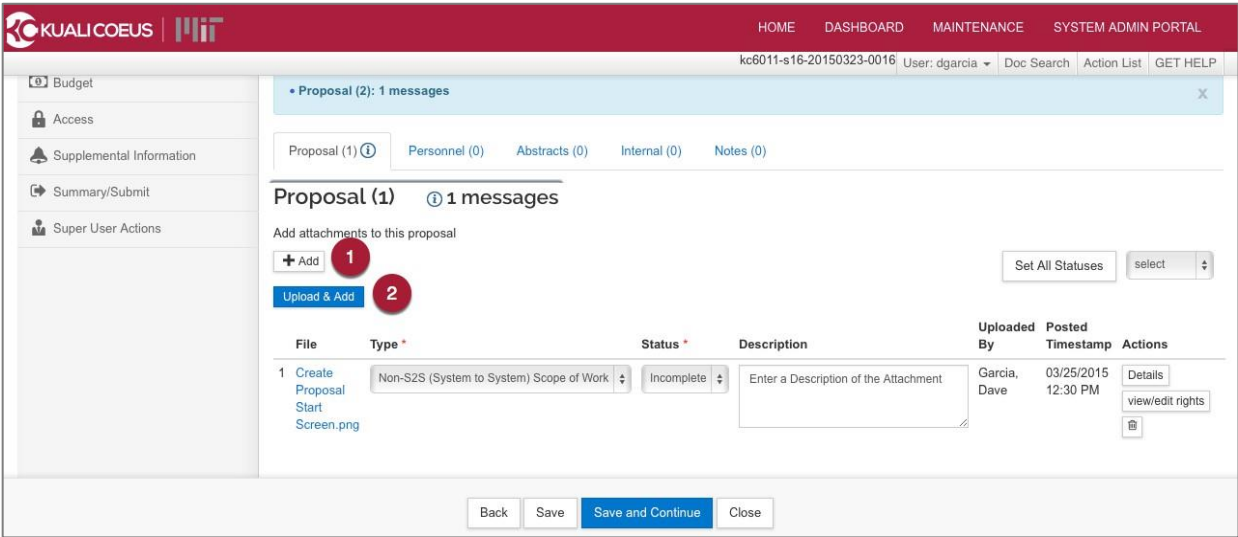 KUALI COEUS MIT
HOME DASHBOARD MAINTENANCE SYSTEM ADMIN PORTAL
kc6011-s16-20150323-0016 User: dgarcia Doc Search Action List GET HELP
Budget
Access
Supplemental Information
Summary/Submit
Super User Actions
• Proposal (2): 1 messages x
Proposal (1) Personnel (0) Abstracts (0) Internal (0) Notes (0)
Proposal (1) 1 messages
Add attachments to this proposal
+ Add 1
Set All Statuses select
Upload & Add 2
File Type * Status * Description Uploaded By Posted Timestamp Actions
1 Create Proposal Start Screen.png
Non-S2S (System to System) Scope of Work
Incomplete
Enter a Description of the Attachment
Garcia, Dave
03/25/2015 12:30 PM
Details
view/edit rights
Back Save Save and Continue Close